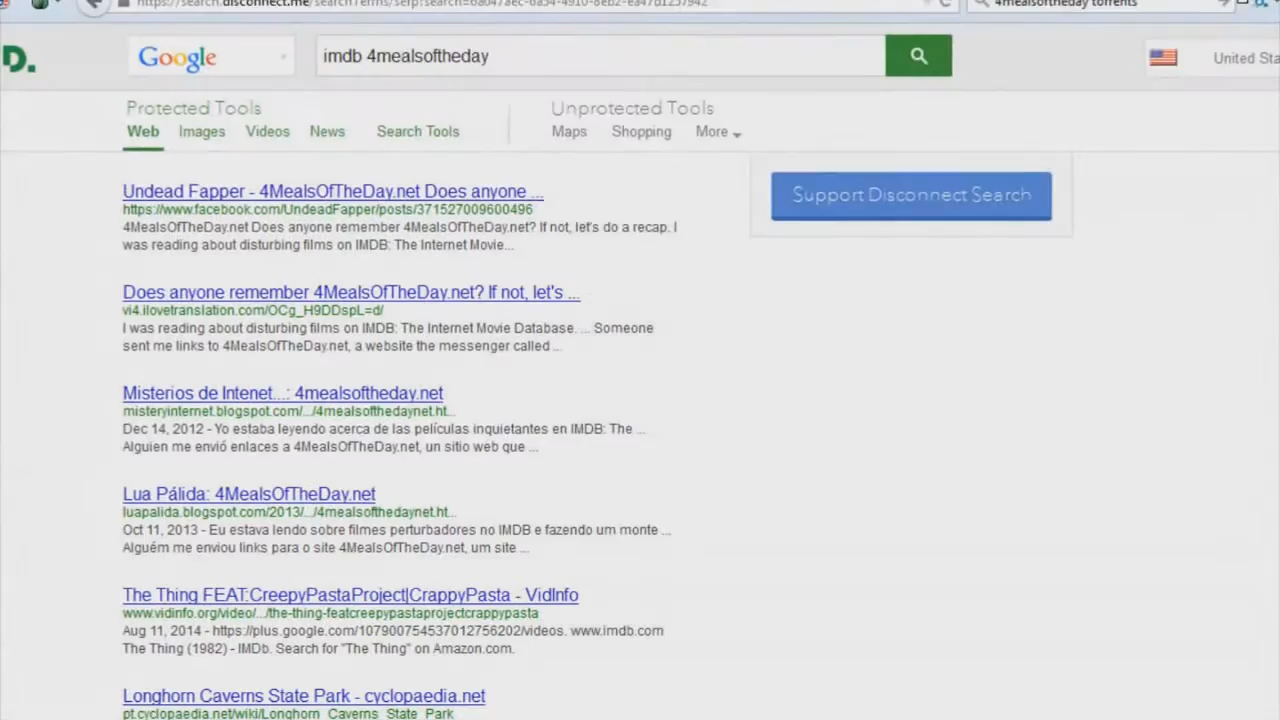 https://search.disconnect.me/searchTerms/serp?search=
4mealsoftheday torrents
D.
Google
imdb 4mealsoftheday
United Sta
Protected Tools
Unprotected Tools
Web Images Videos News Search Tools
Maps Shopping More
Support Disconnect Search
Undead Fapper - 4MealsOfTheDay.net Does anyone ...
https://www.facebook.com/UndeadFapper/posts/371527009600496
4MealsOfTheDay.net Does anyone remember 4MealsOfTheDay.net? If not, let's do a recap. I
was reading about disturbing films on IMDB: The Internet Movie...
Does anyone remember 4MealsOfTheDay.net? If not, let's ...
vi4.ilovetranslation.com/OCg_H9DDspL=d/
I was reading about disturbing films on IMDB: The Internet Movie Database. ... Someone
sent me links to 4MealsOfTheDay.net, a website the messenger called ...
Misterios de Intenet...: 4mealsoftheday.net
misteryinternet.blogspot.com/.../4mealsofthedaynet.ht...
Dec 14, 2012 - Yo estaba leyendo acerca de las películas inquietantes en IMDB: The ...
Alguien me envió enlaces a 4MealsOfTheDay.net, un sitio web que ...
Lua Pálida: 4MealsOfTheDay.net
luapalida.blogspot.com/2013/.../4mealsofthedaynet.ht...
Oct 11, 2013 - Eu estava lendo sobre filmes perturbadores no IMDB e fazendo um monte ...
Alguém me enviou links para o site 4MealsOfTheDay.net, um site ...
The Thing FEAT:CreepyPastaProject|CrappyPasta - VidInfo
www.vidinfo.org/video/.../the-thing-featcreepypastaprojectcrappypasta
Aug 11, 2014 - https://plus.google.com/107900754537012756202/videos. www.imdb.com
The Thing (1982) - IMDb. Search for "The Thing" on Amazon.com.
Longhorn Caverns State Park - cyclopaedia.net
pt.cyclopaedia.net/wiki/Longhorn_Caverns_State_Park